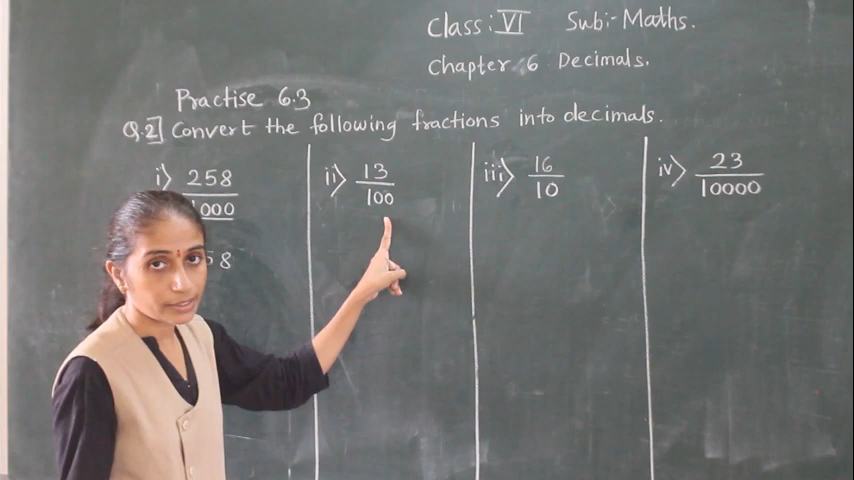 Class: VI Sub:- Maths.
Chapter 6 Decimals.
Practise 6.3
Q.2] Convert the following fractions into decimals.
i> 258/1000 ii> 13/100 iii> 16/10 iv> 23/10000
58